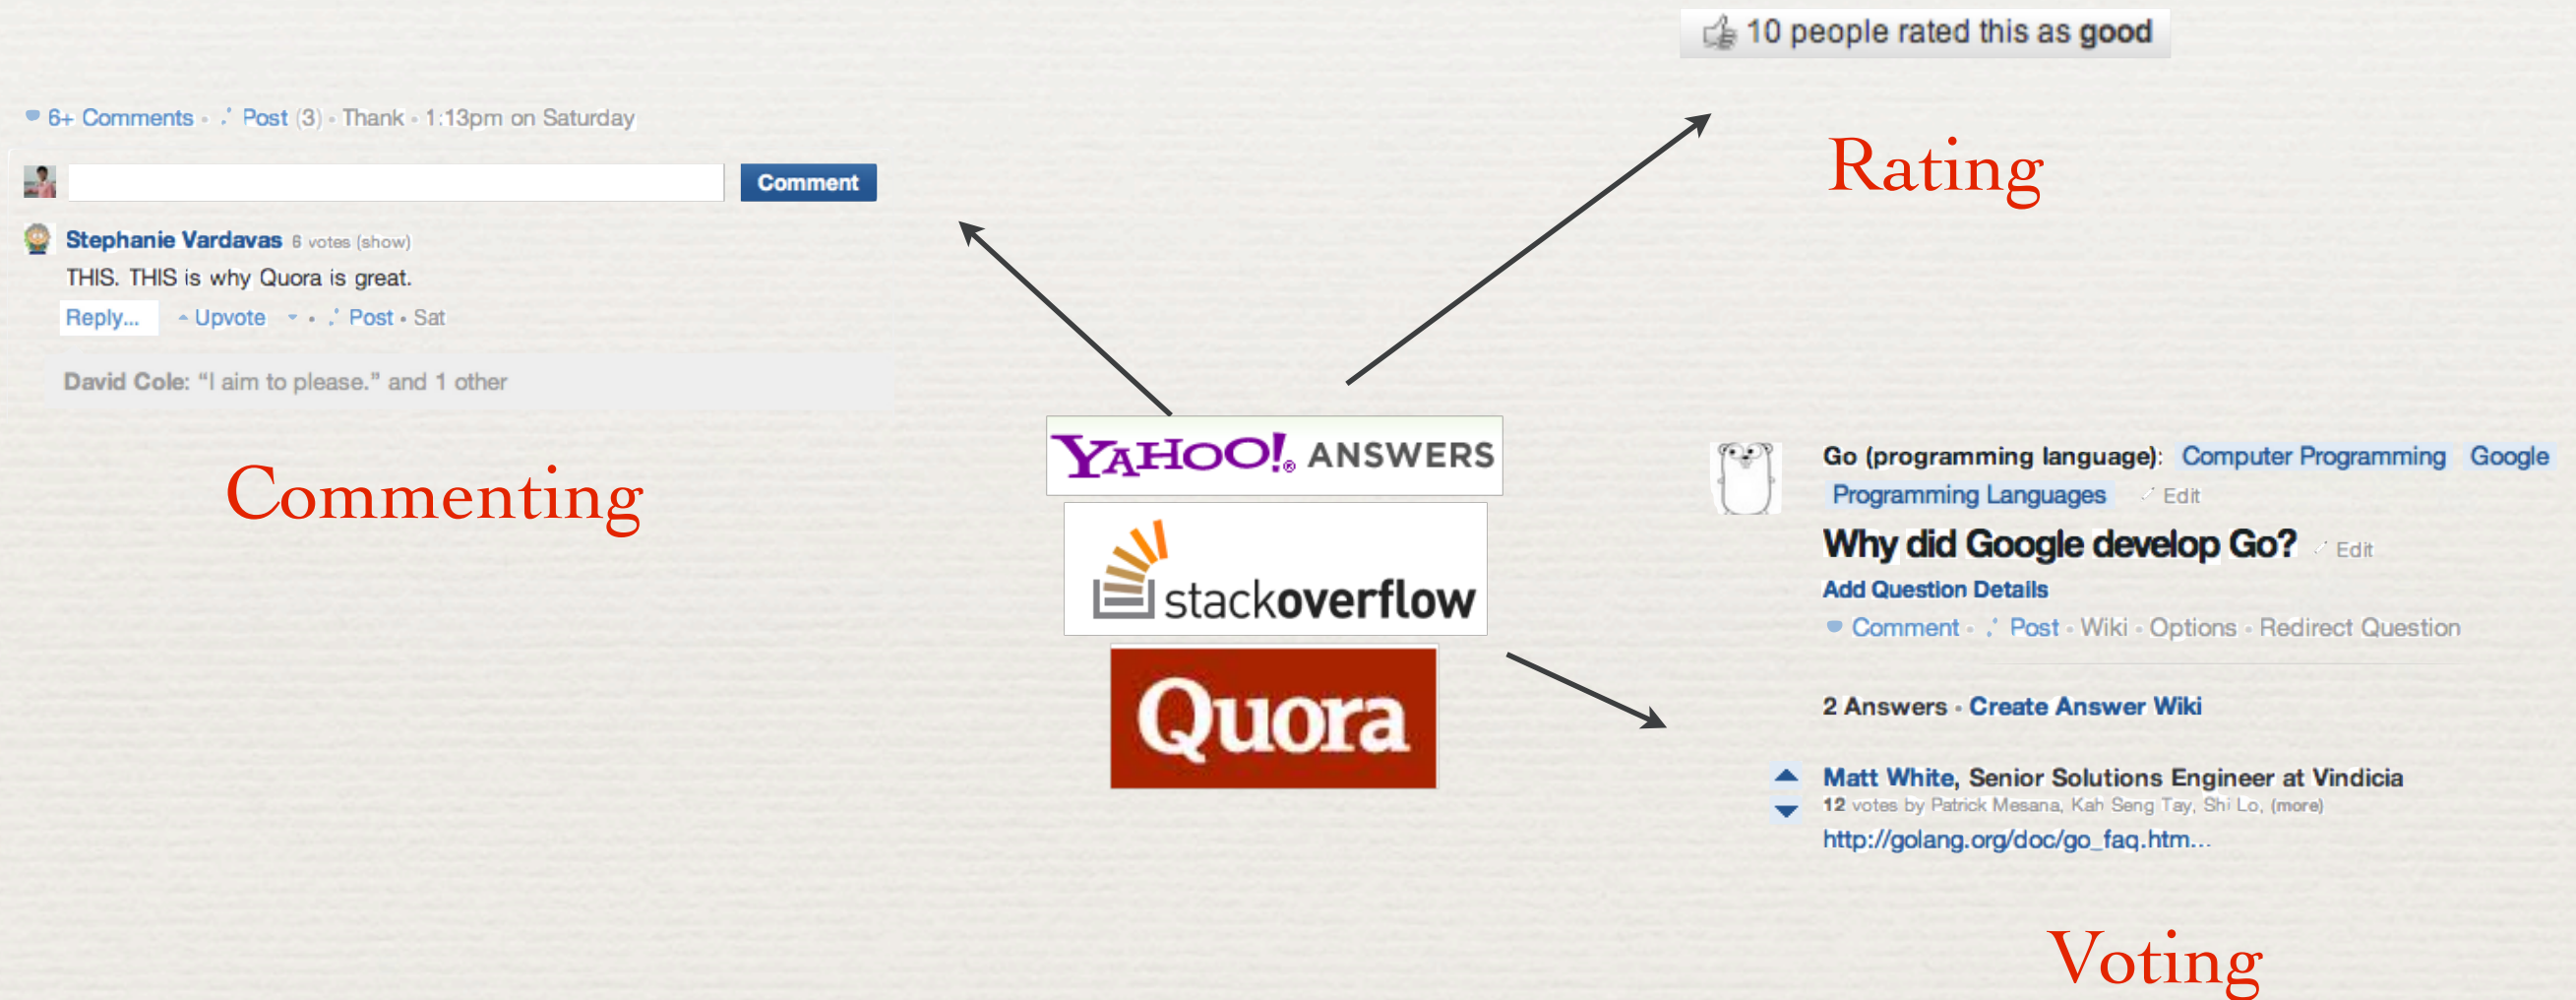 10 people rated this as good
Rating
6+ Comments • Post (3) • Thank • 1:13pm on Saturday
Comment
Stephanie Vardavas 6 votes (show)
THIS. THIS is why Quora is great.
Reply... Upvote • Post • Sat
David Cole: “I aim to please.” and 1 other
Commenting
YAHOO!® ANSWERS
stackoverflow
Quora
Go (programming language): Computer Programming Google
Programming Languages Edit
Why did Google develop Go? Edit
Add Question Details
Comment • Post • Wiki • Options • Redirect Question
2 Answers • Create Answer Wiki
Matt White, Senior Solutions Engineer at Vindicia
12 votes by Patrick Mesana, Kah Seng Tay, Shi Lo, (more)
http://golang.org/doc/go_faq.htm...
Voting